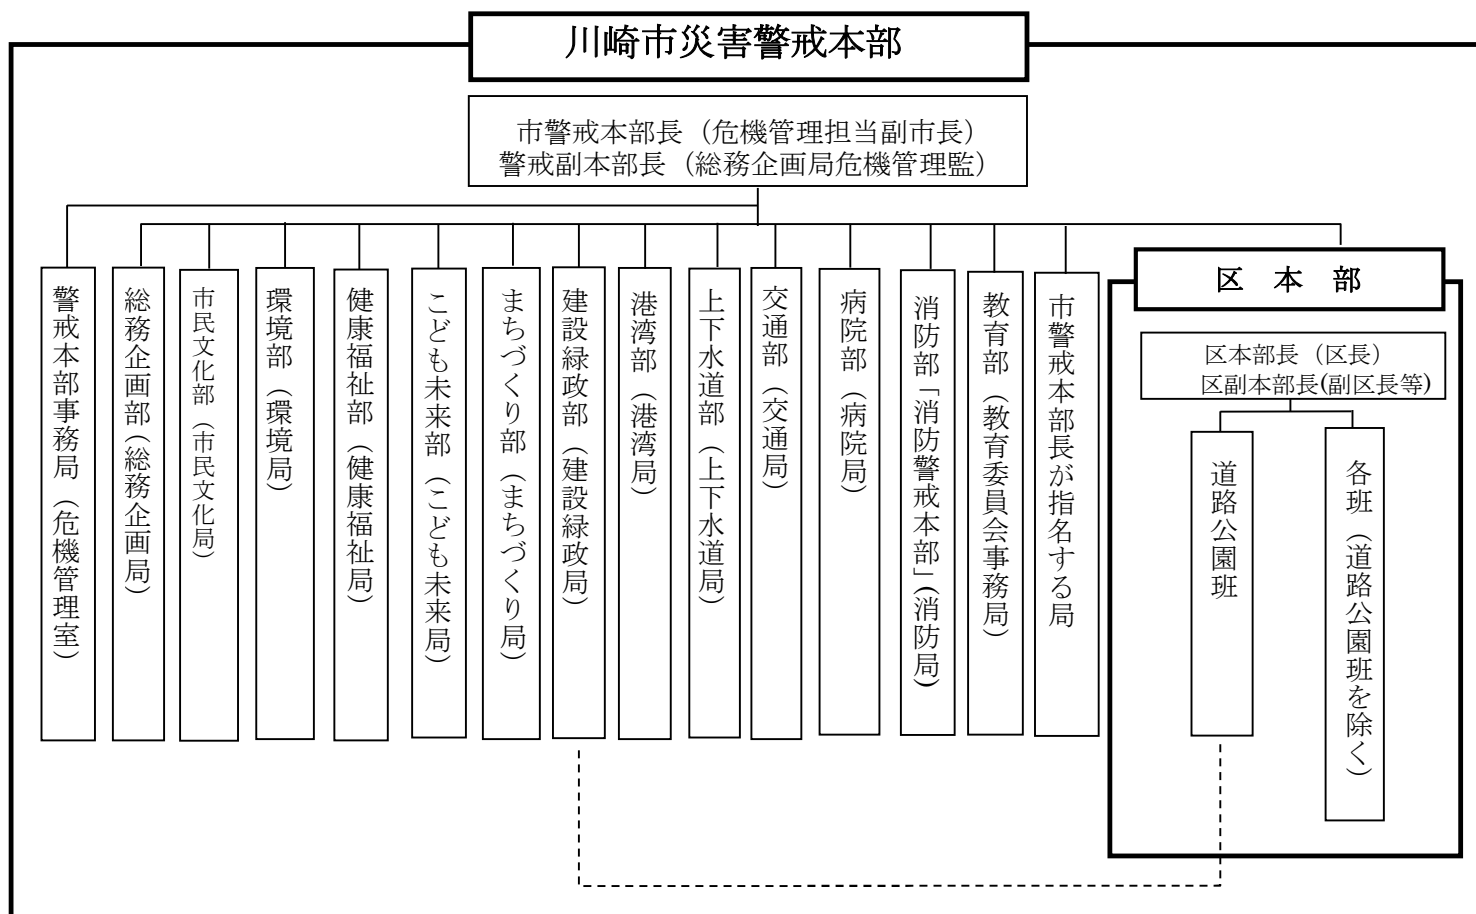 川崎市災害警戒本部
市警戒本部長（危機管理担当副市長）
警戒副本部長（総務企画局危機管理監）
警戒本部事務局（危機管理室）
総務企画部（総務企画局）
市民文化部（市民文化局）
環境部（環境局）
健康福祉部（健康福祉局）
こども未来部（こども未来局）
まちづくり部（まちづくり局）
建設緑政部（建設緑政局）
港湾部（港湾局）
上下水道部（上下水道局）
交通部（交通局）
病院部（病院局）
消防部「消防警戒本部」（消防局）
教育部（教育委員会事務局）
市警戒本部長が指名する局
区 本 部
区本部長（区長）
区副本部長(副区長等)
道路公園班
各班（道路公園班を除く）